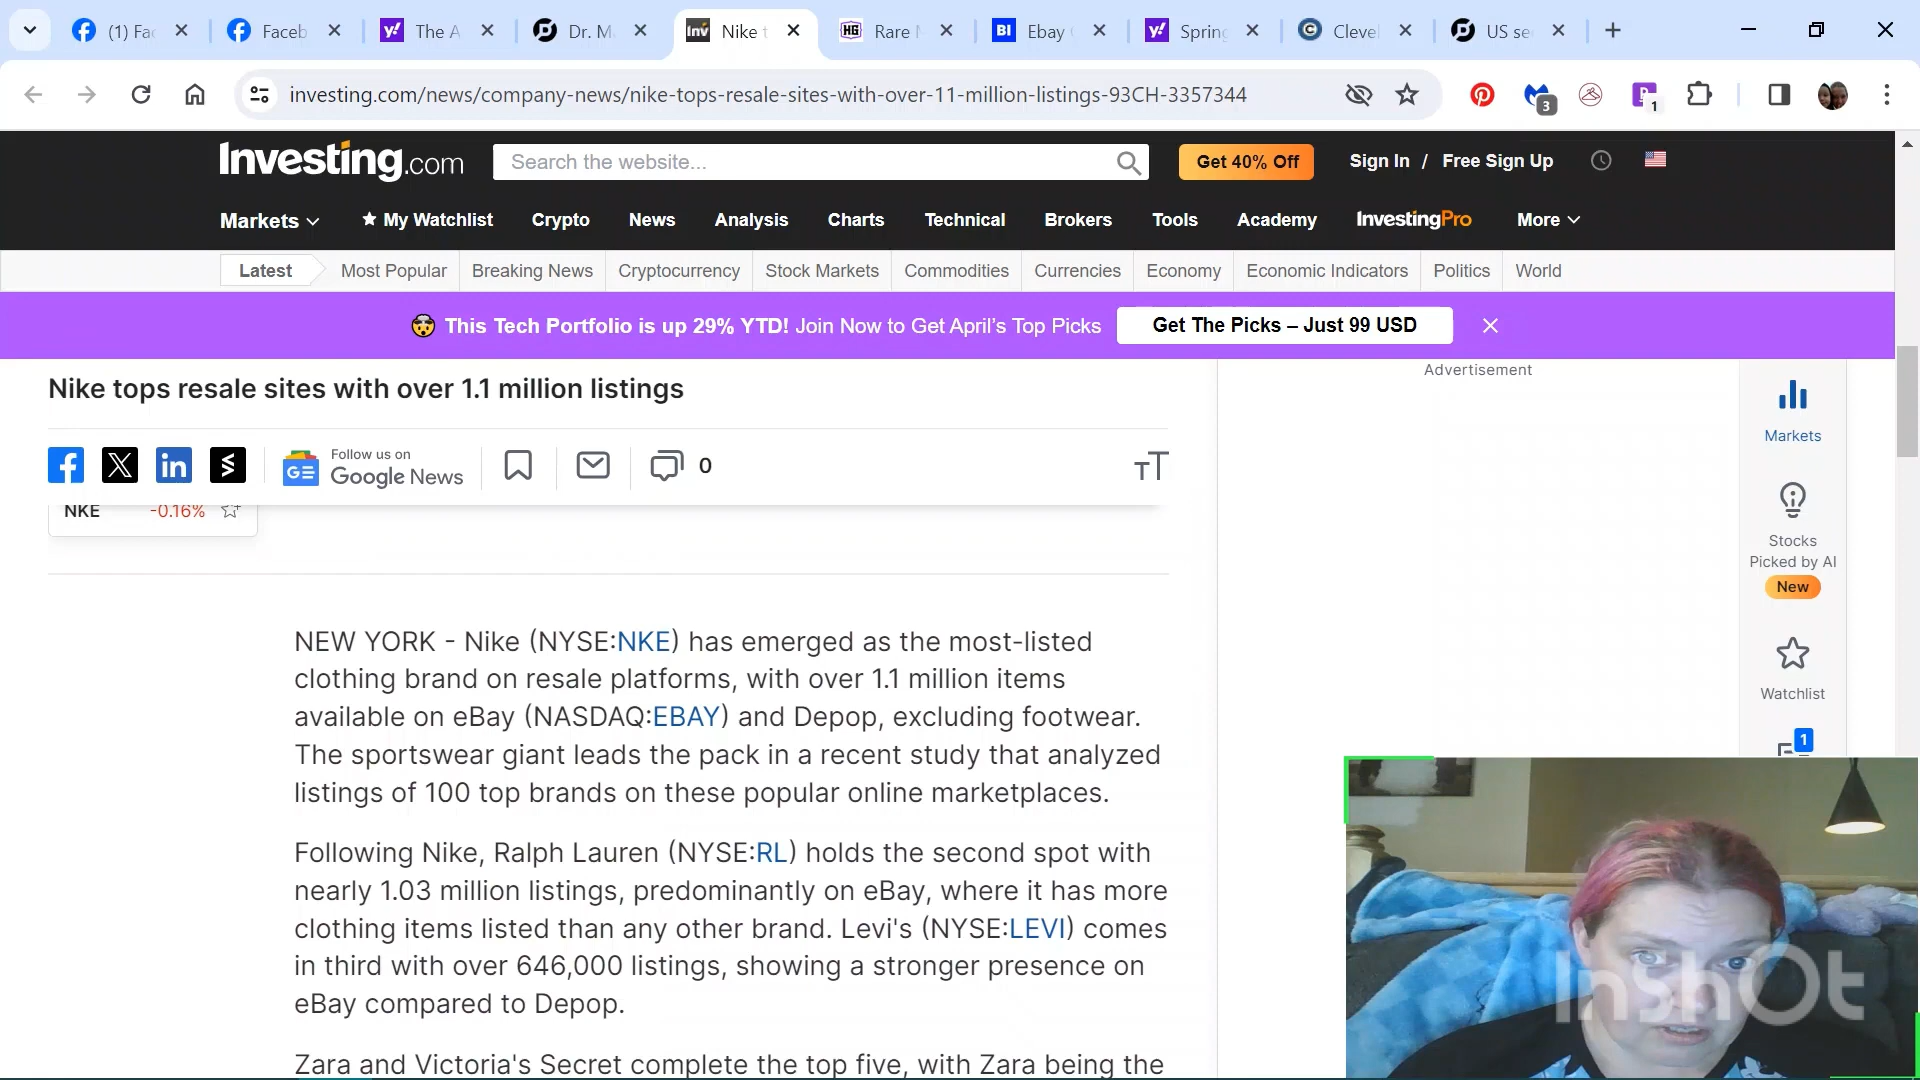 (1) Fac
Faceb
The A
Dr. M
Nike t
Rare
Ebay
Spring
Clevel
US se
investing.com/news/company-news/nike-tops-resale-sites-with-over-11-million-listings-93CH-3357344
3
1
Investing.com
Search the website...
Get 40% Off
Sign In / Free Sign Up
Markets
My Watchlist
Crypto
News
Analysis
Charts
Technical
Brokers
Tools
Academy
InvestingPro
More
Latest
Most Popular
Breaking News
Cryptocurrency
Stock Markets
Commodities
Currencies
Economy
Economic Indicators
Politics
World
This Tech Portfolio is up 29% YTD! Join Now to Get April's Top Picks
Get The Picks – Just 99 USD
Nike tops resale sites with over 1.1 million listings
Follow us on
Google News
0
NKE -0.16%
NEW YORK - Nike (NYSE:NKE) has emerged as the most-listed
clothing brand on resale platforms, with over 1.1 million items
available on eBay (NASDAQ:EBAY) and Depop, excluding footwear.
The sportswear giant leads the pack in a recent study that analyzed
listings of 100 top brands on these popular online marketplaces.
Following Nike, Ralph Lauren (NYSE:RL) holds the second spot with
nearly 1.03 million listings, predominantly on eBay, where it has more
clothing items listed than any other brand. Levi's (NYSE:LEVI) comes
in third with over 646,000 listings, showing a stronger presence on
eBay compared to Depop.
Zara and Victoria's Secret complete the top five, with Zara being the
Advertisement
Markets
Stocks
Picked by AI
New
Watchlist
1
InShOt